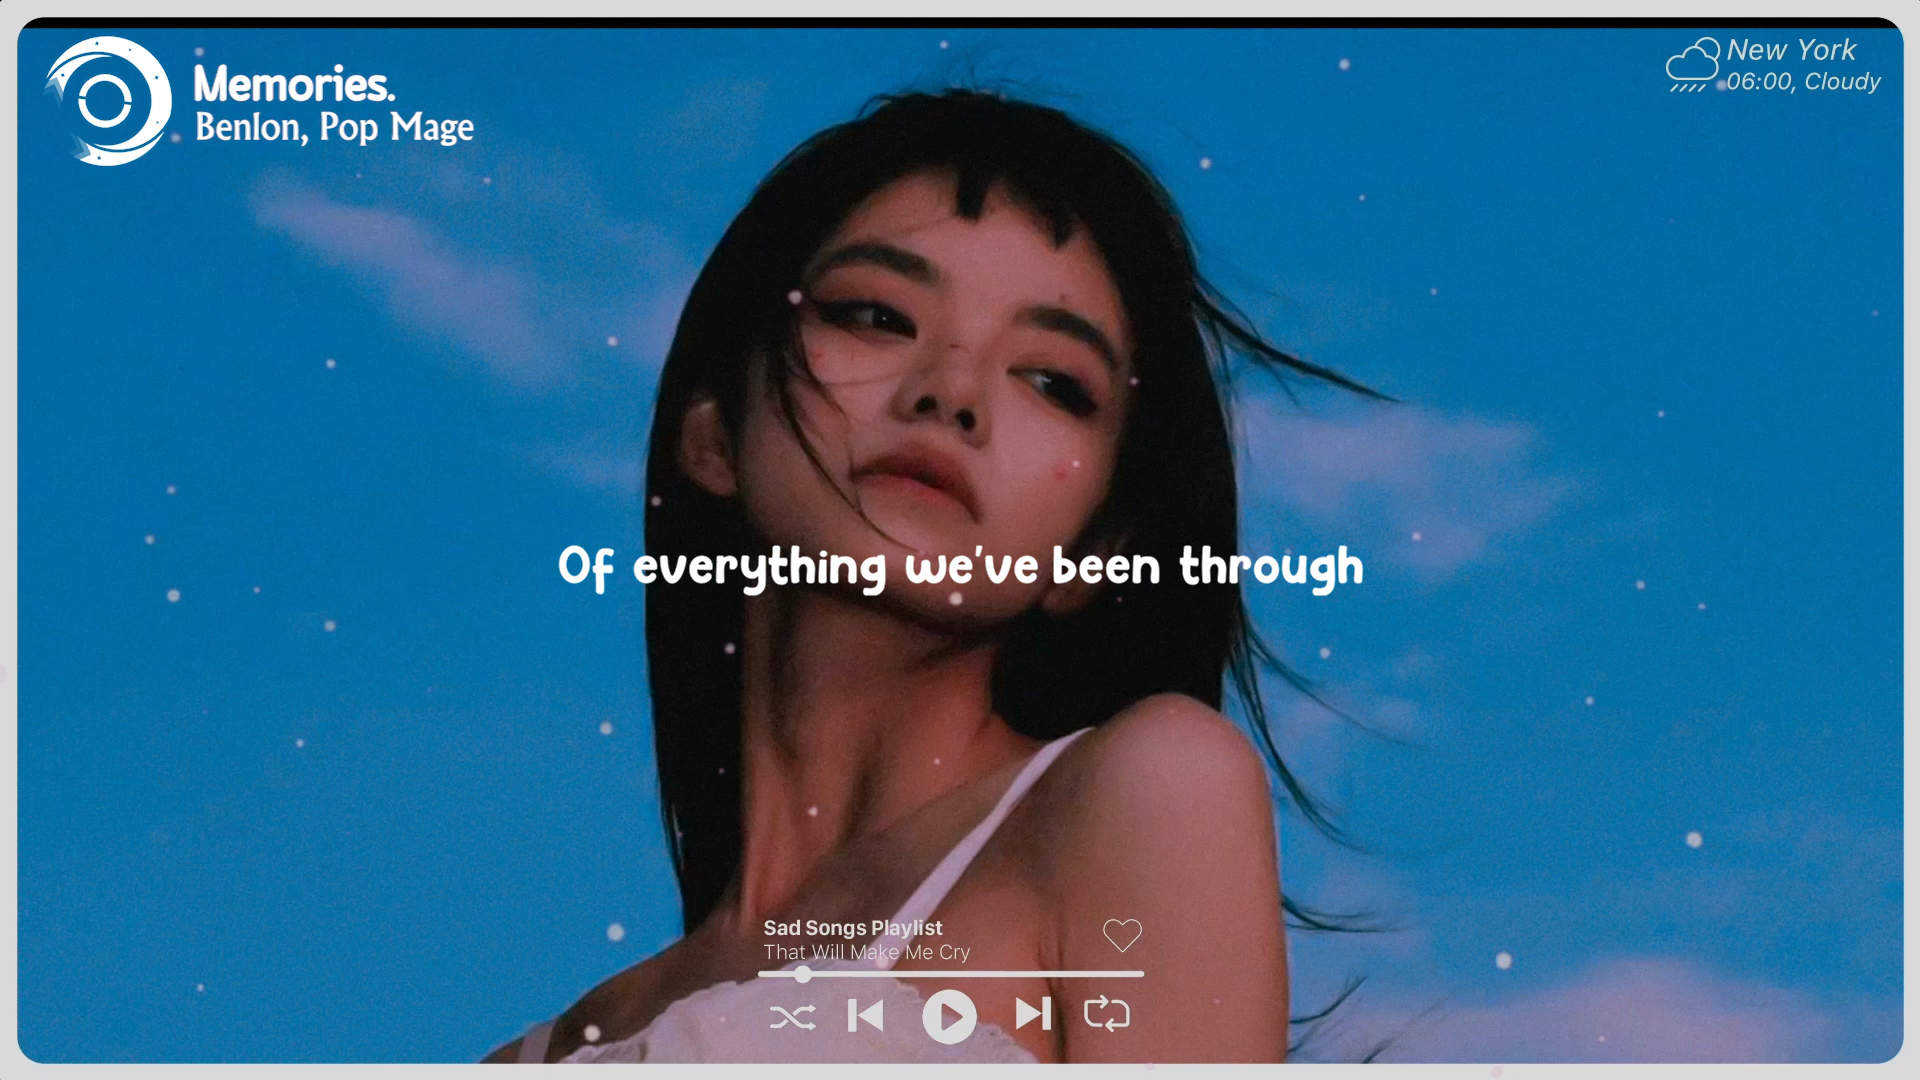 Memories.
Benlon, Pop Mage
New York
06:00, Cloudy
Of everything we've been through
Sad Songs Playlist
That Will Make Me Cry